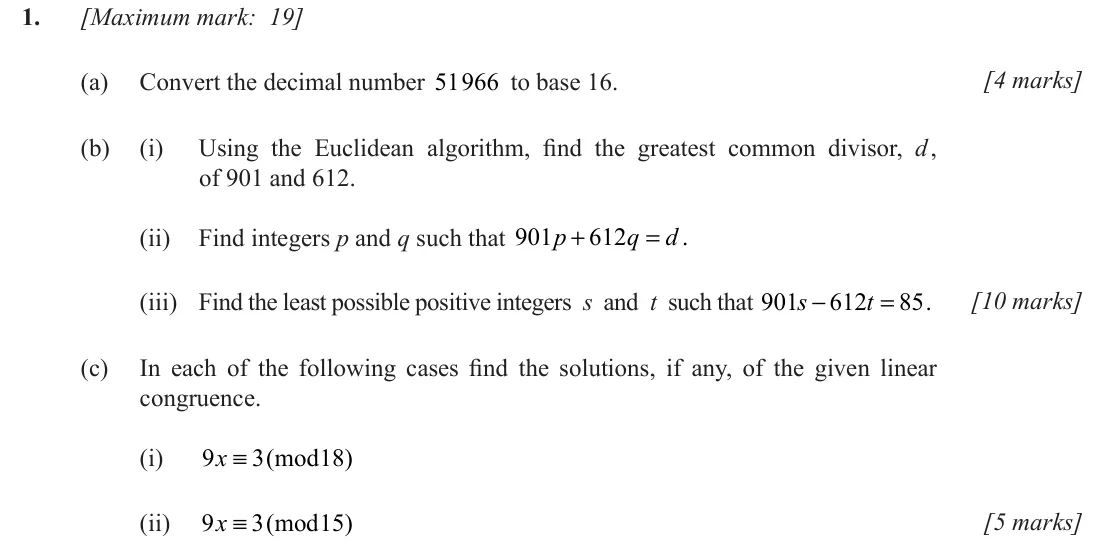 1. [Maximum mark: 19]
(a) Convert the decimal number 51966 to base 16. [4 marks]
(b) (i) Using the Euclidean algorithm, find the greatest common divisor, d,
of 901 and 612.
(ii) Find integers p and q such that 901p + 612q = d.
(iii) Find the least possible positive integers s and t such that 901s − 612t = 85. [10 marks]
(c) In each of the following cases find the solutions, if any, of the given linear
congruence.
(i) 9x ≡ 3(mod18)
(ii) 9x ≡ 3(mod15) [5 marks]